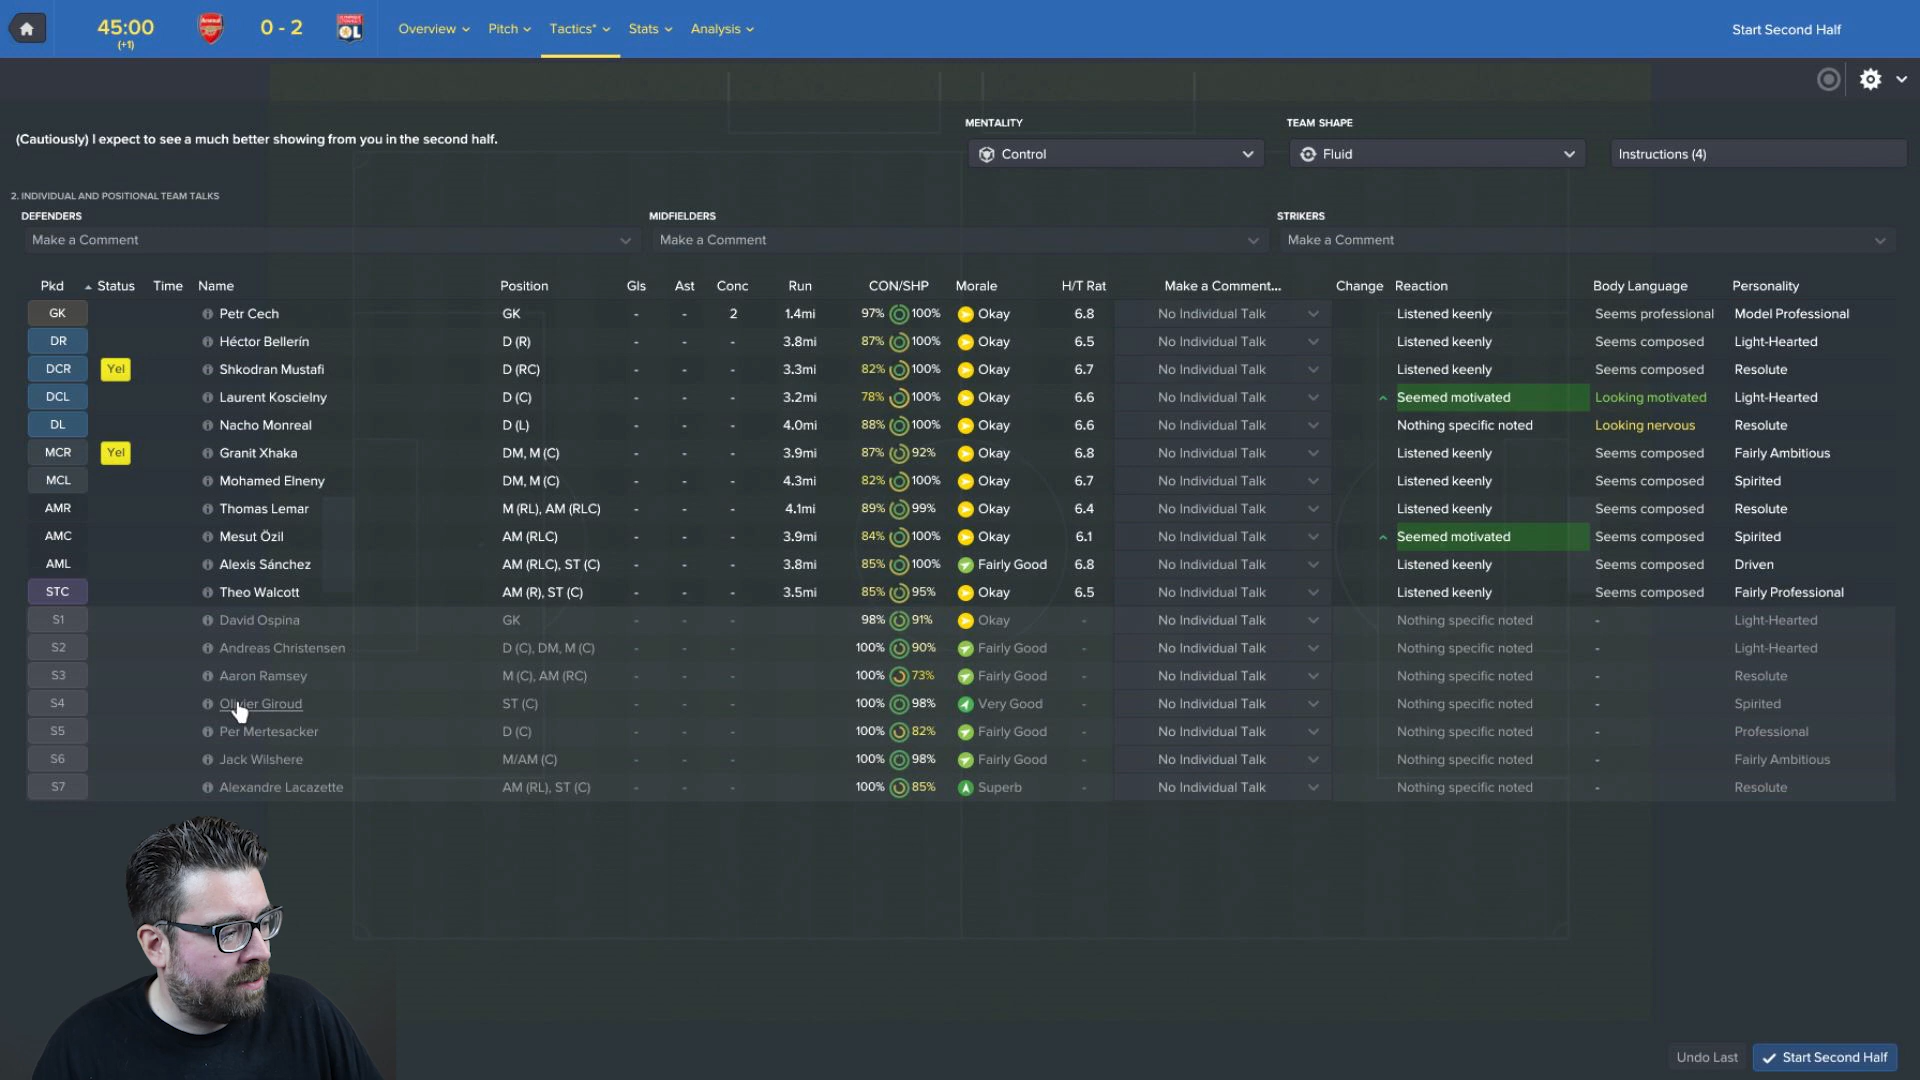 45:00
(+1)
Arsenal
0 - 2
OL
Overview
Pitch
Tactics*
Stats
Analysis
Start Second Half
(Cautiously) I expect to see a much better showing from you in the second half.
MENTALITY
Control
TEAM SHAPE
Fluid
Instructions (4)
2. INDIVIDUAL AND POSITIONAL TEAM TALKS
DEFENDERS MIDFIELDERS STRIKERS
Make a Comment Make a Comment Make a Comment
Pkd Status Time Name Position Gls Ast Conc Run CON/SHP Morale H/T Rat Make a Comment... Change Reaction Body Language Personality
GK Petr Cech GK - - 2 1.4mi 97% 100% Okay 6.8 No Individual Talk Listened keenly Seems professional Model Professional
DR Héctor Bellerín D (R) - - - 3.8mi 87% 100% Okay 6.5 No Individual Talk Listened keenly Seems composed Light-Hearted
DCR Yel Shkodran Mustafi D (RC) - - - 3.3mi 82% 100% Okay 6.7 No Individual Talk Listened keenly Seems composed Resolute
DCL Laurent Koscielny D (C) - - - 3.2mi 78% 100% Okay 6.6 No Individual Talk Seemed motivated Looking motivated Light-Hearted
DL Nacho Monreal D (L) - - - 4.0mi 88% 100% Okay 6.6 No Individual Talk Nothing specific noted Looking nervous Resolute
MCR Yel Granit Xhaka DM, M (C) - - - 3.9mi 87% 92% Okay 6.8 No Individual Talk Listened keenly Seems composed Fairly Ambitious
MCL Mohamed Elneny DM, M (C) - - - 4.3mi 82% 100% Okay 6.7 No Individual Talk Listened keenly Seems composed Spirited
AMR Thomas Lemar M (RL), AM (RLC) - - - 4.1mi 89% 99% Okay 6.4 No Individual Talk Listened keenly Seems composed Resolute
AMC Mesut Özil AM (RLC) - - - 3.9mi 84% 100% Okay 6.1 No Individual Talk Seemed motivated Seems composed Spirited
AML Alexis Sánchez AM (RLC), ST (C) - - - 3.8mi 85% 100% Fairly Good 6.8 No Individual Talk Listened keenly Seems composed Driven
STC Theo Walcott AM (R), ST (C) - - - 3.5mi 85% 95% Okay 6.5 No Individual Talk Listened keenly Seems composed Fairly Professional
S1 David Ospina GK - - - 98% 91% Okay - No Individual Talk Nothing specific noted - Light-Hearted
S2 Andreas Christensen D (C), DM, M (C) - - - 100% 90% Fairly Good - No Individual Talk Nothing specific noted - Light-Hearted
S3 Aaron Ramsey M (C), AM (RC) - - - 100% 73% Fairly Good - No Individual Talk Nothing specific noted - Resolute
S4 Olivier Giroud ST (C) - - - 100% 98% Very Good - No Individual Talk Nothing specific noted - Spirited
S5 Per Mertesacker D (C) - - - 100% 82% Fairly Good - No Individual Talk Nothing specific noted - Professional
S6 Jack Wilshere M/AM (C) - - - 100% 98% Fairly Good - No Individual Talk Nothing specific noted - Fairly Ambitious
S7 Alexandre Lacazette AM (RL), ST (C) - - - 100% 85% Superb - No Individual Talk Nothing specific noted - Resolute
Undo Last
Start Second Half